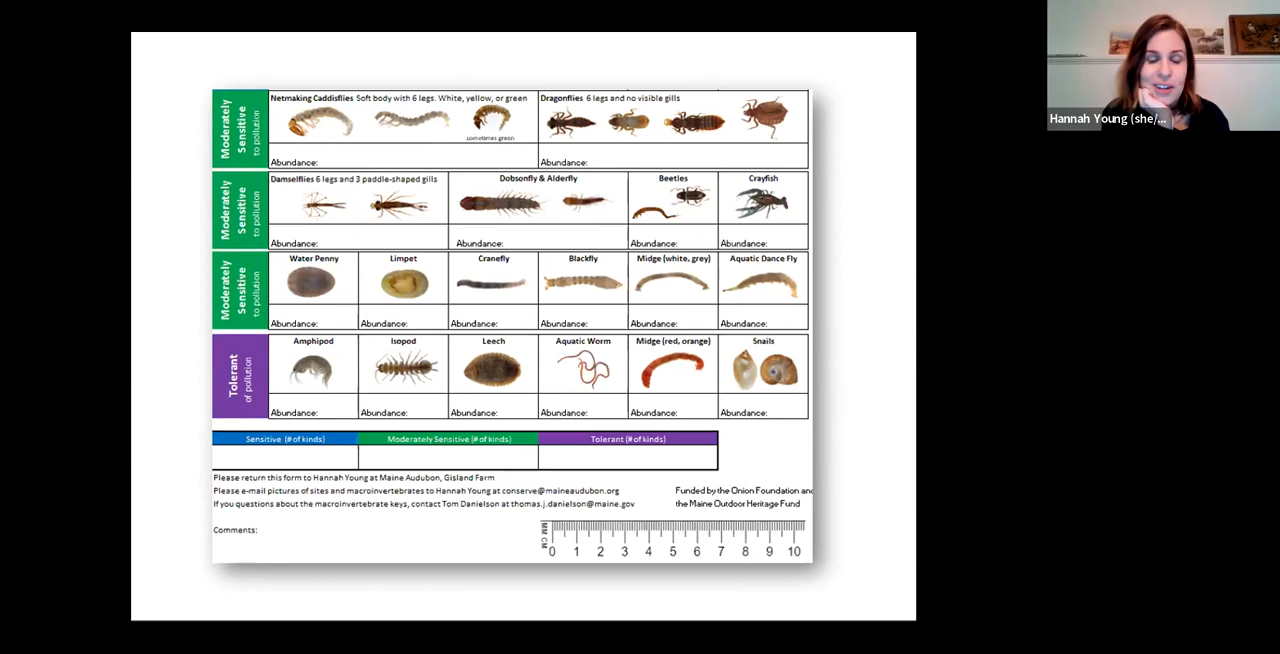 Hannah Young (she/...
Moderately
Sensitive
to pollution
Netmaking Caddisflies Soft body with 6 legs. White, yellow, or green
sometimes green
Dragonflies 6 legs and no visible gills
Abundance:
Abundance:
Moderately
Sensitive
to pollution
Damselflies 6 legs and 3 paddle-shaped gills
Dobsonfly & Alderfly
Beetles
Crayfish
Abundance:
Abundance:
Abundance:
Abundance:
Moderately
Sensitive
to pollution
Water Penny
Limpet
Cranefly
Blackfly
Midge (white, grey)
Aquatic Dance Fly
Abundance:
Abundance:
Abundance:
Abundance:
Abundance:
Abundance:
Tolerant
of pollution
Amphipod
Isopod
Leech
Aquatic Worm
Midge (red, orange)
Snails
Abundance:
Abundance:
Abundance:
Abundance:
Abundance:
Abundance:
Sensitive (# of kinds)
Moderately Sensitive (# of kinds)
Tolerant (# of kinds)
Please return this form to Hannah Young at Maine Audubon, Gisland Farm
Please e-mail pictures of sites and macroinvertebrates to Hannah Young at conserve@maineaudubon.org
If you questions about the macroinvertebrate keys, contact Tom Danielson at thomas.j.danielson@maine.gov
Funded by the Onion Foundation and
the Maine Outdoor Heritage Fund
Comments:
MM
CM
0 1 2 3 4 5 6 7 8 9 10